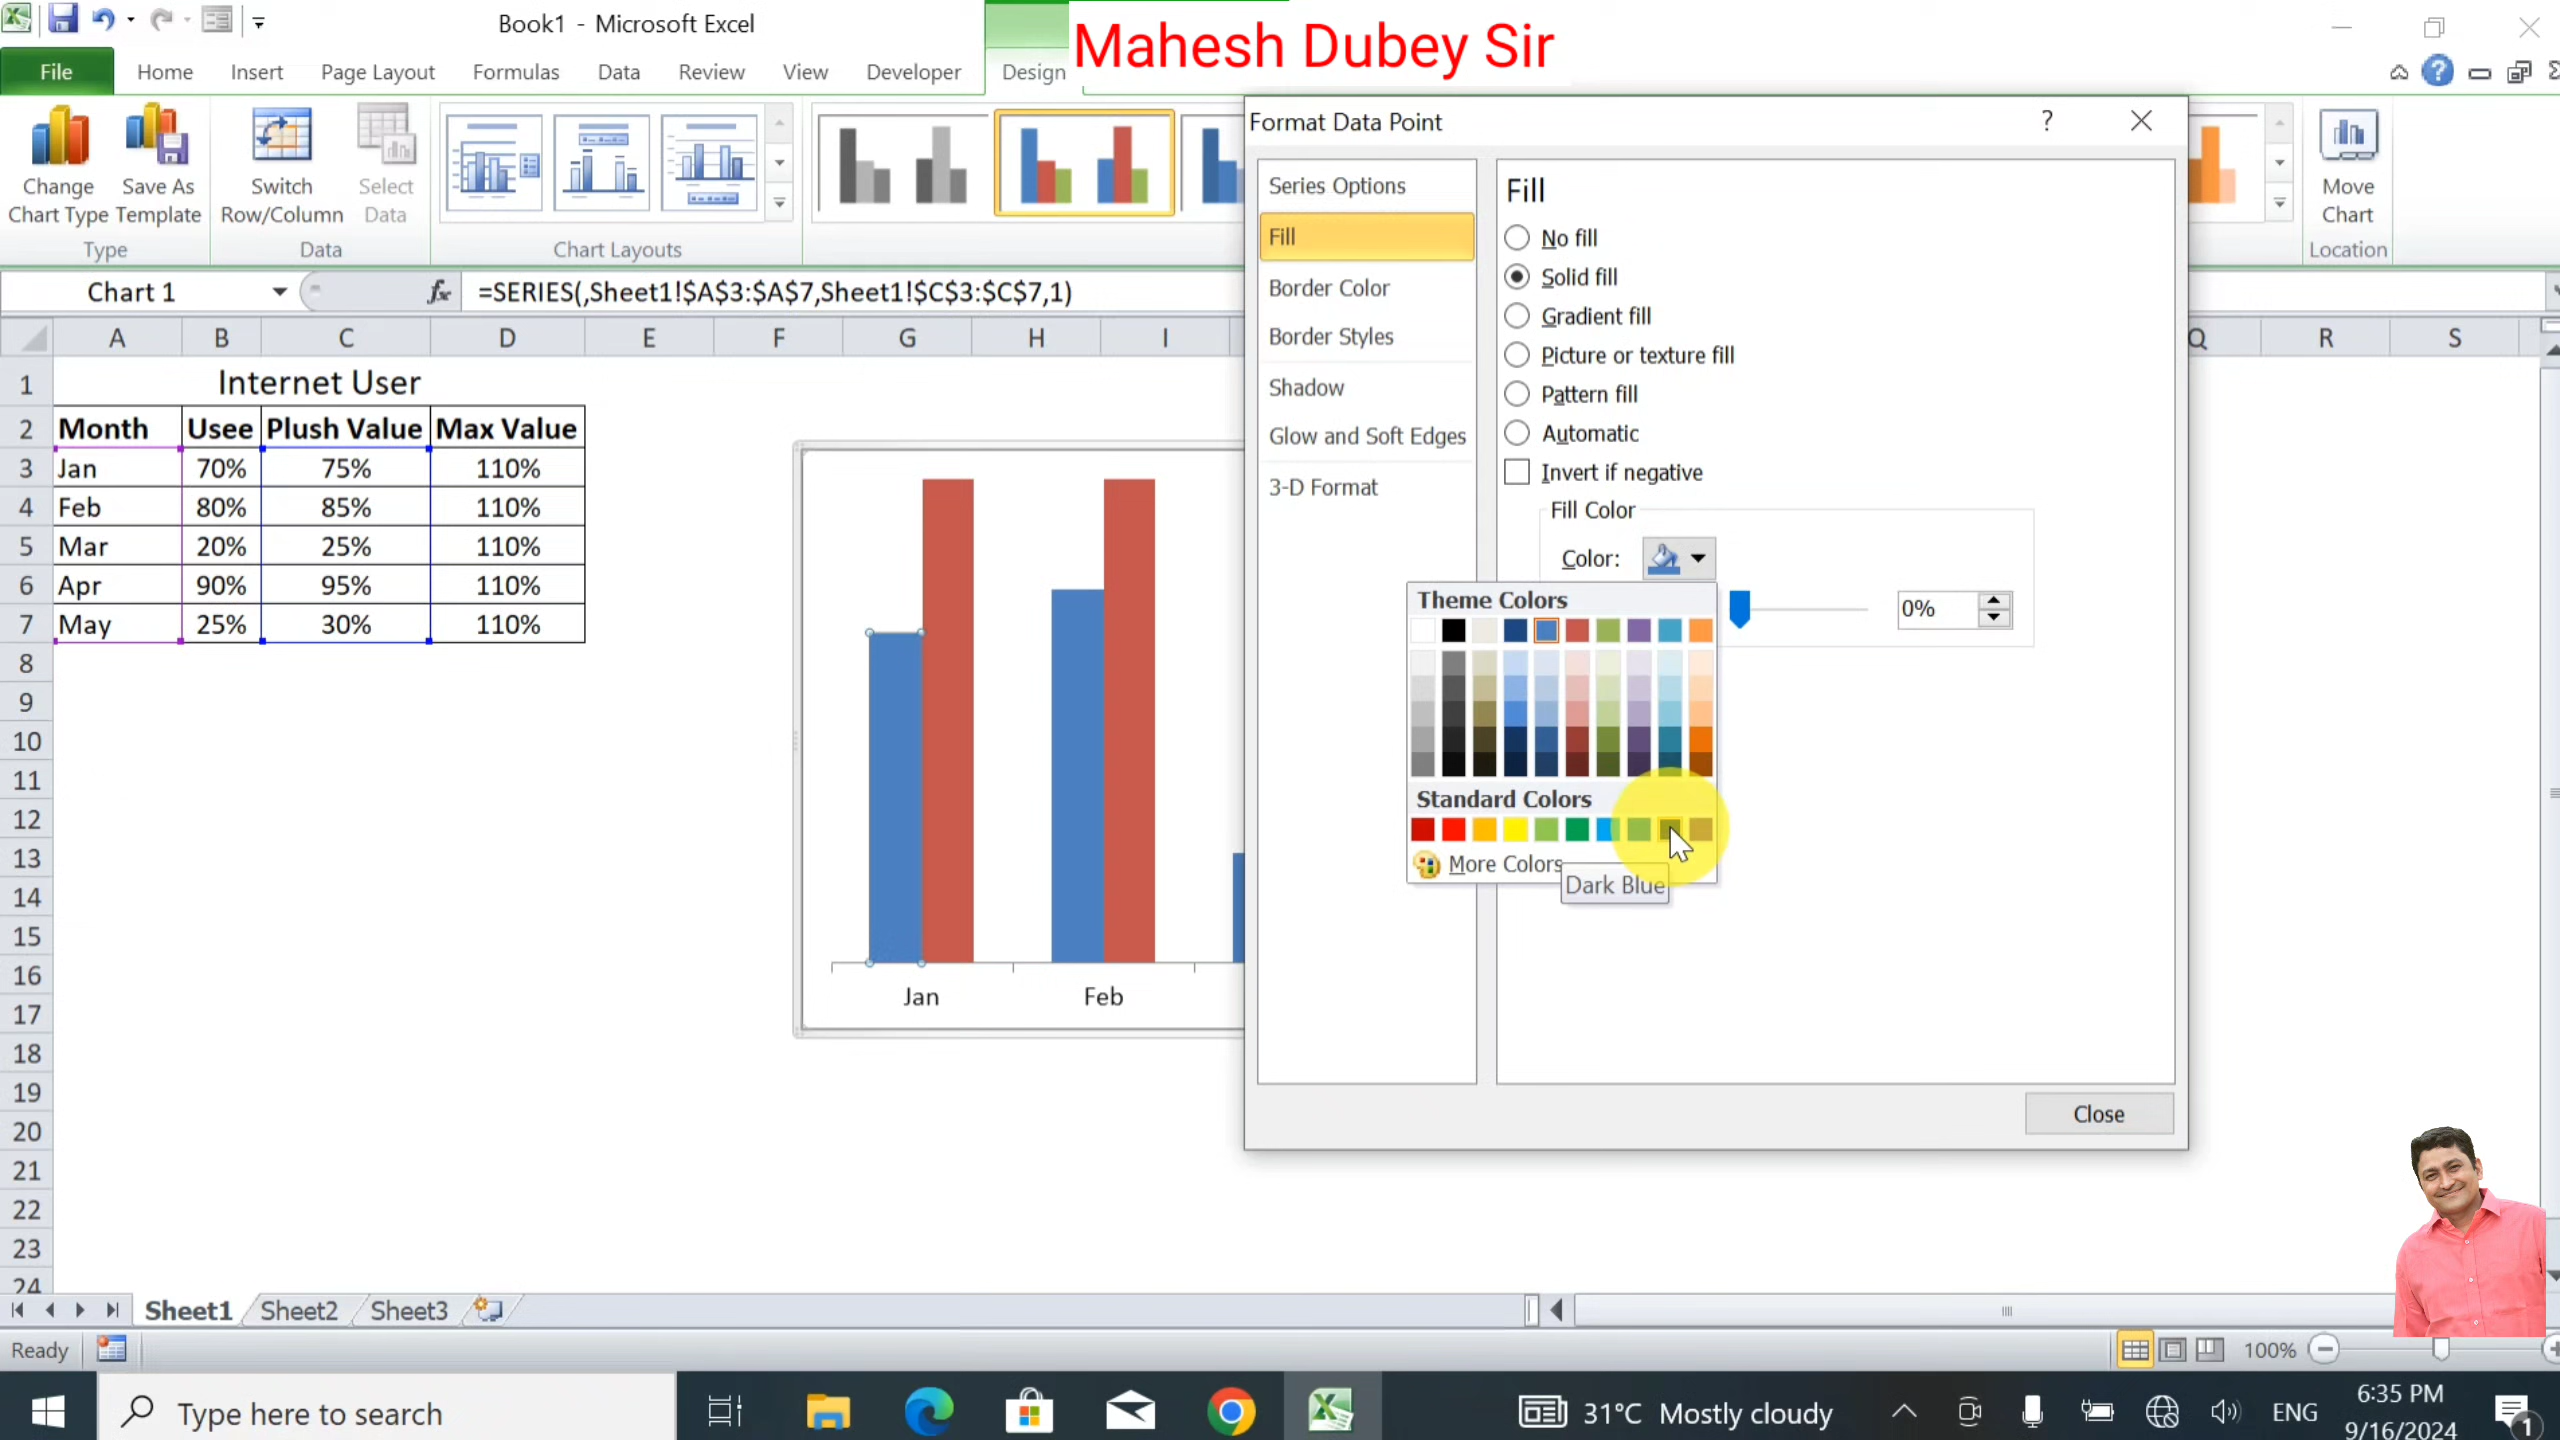 Book1 - Microsoft Excel
Mahesh Dubey Sir
File Home Insert Page Layout Formulas Data Review View Developer Design
Change Chart Type
Save As Template
Switch Row/Column
Select Data
Move Chart
Type Data Chart Layouts Location
Chart 1 fx =SERIES(,Sheet1!$A$3:$A$7,Sheet1!$C$3:$C$7,1)
A B C D E F G H I Q R S
1 Internet User
2 Month Usee Plush Value Max Value
3 Jan 70% 75% 110%
4 Feb 80% 85% 110%
5 Mar 20% 25% 110%
6 Apr 90% 95% 110%
7 May 25% 30% 110%
8
9
10
11
12
13
14
15
16
17
18
19
20
21
22
23
24
Jan Feb
Format Data Point ?
Series Options
Fill
Border Color
Border Styles
Shadow
Glow and Soft Edges
3-D Format
Fill
No fill
Solid fill
Gradient fill
Picture or texture fill
Pattern fill
Automatic
Invert if negative
Fill Color
Color:
0%
Theme Colors
Standard Colors
More Colors
Dark Blue
Close
Sheet1 Sheet2 Sheet3
Ready 100%
Type here to search
31°C Mostly cloudy ENG 6:35 PM
9/16/2024
1